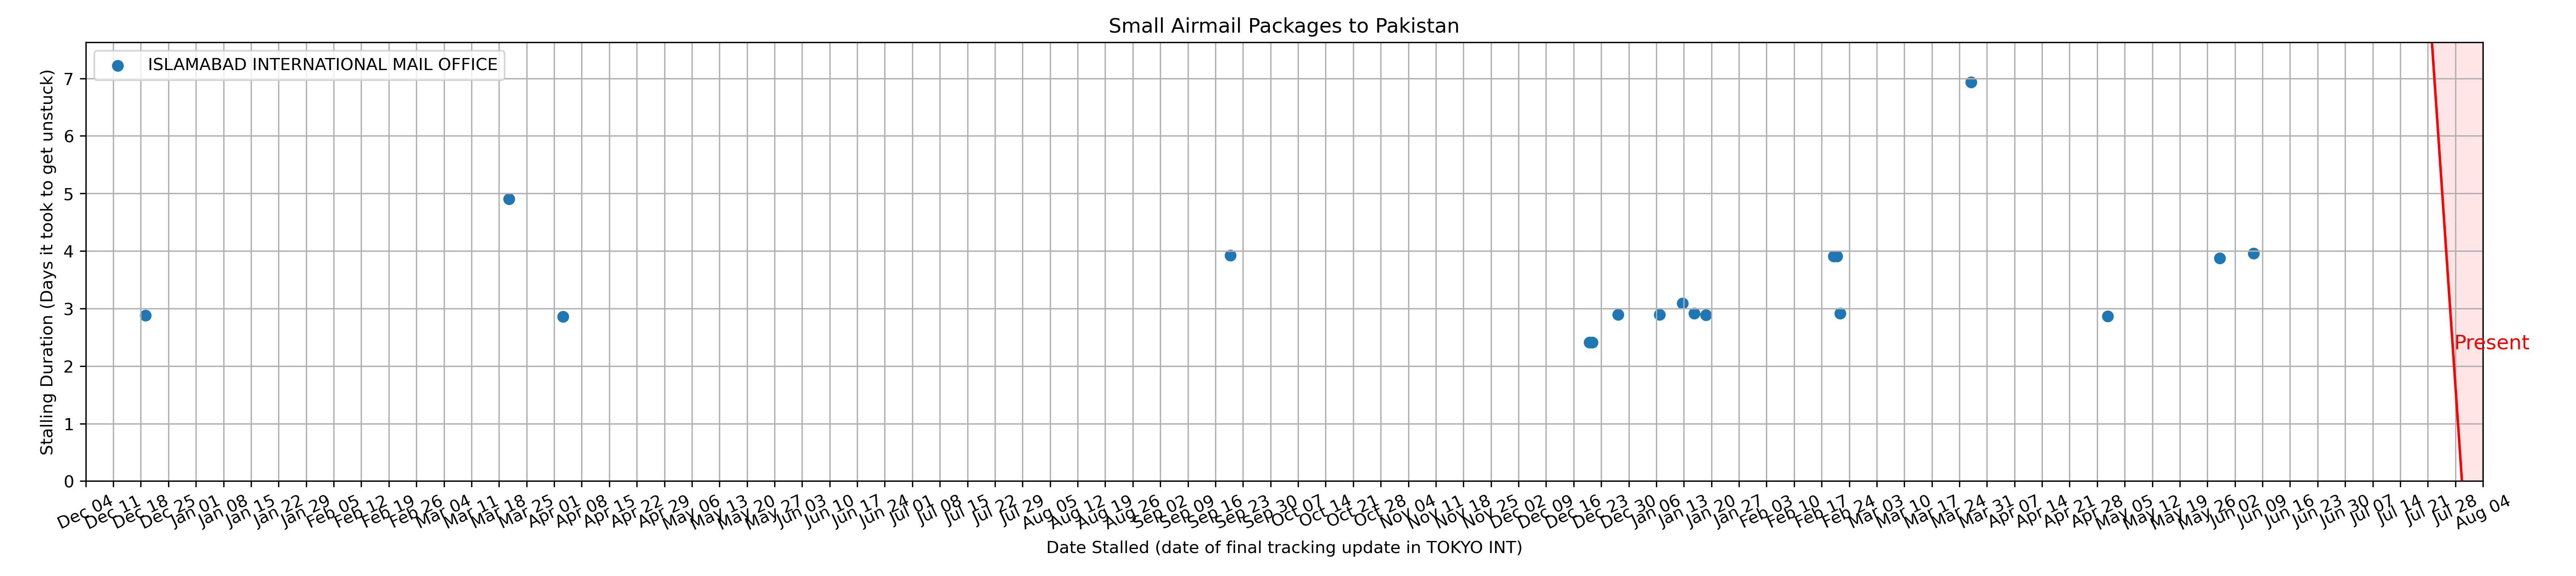 Small Airmail Packages to Pakistan
ISLAMABAD INTERNATIONAL MAIL OFFICE
Stalling Duration (Days it took to get unstuck)
7
6
5
4
3
2
1
0
Present
Dec 04
Dec 11
Dec 18
Dec 25
Jan 01
Jan 08
Jan 15
Jan 22
Jan 29
Feb 05
Feb 12
Feb 19
Feb 26
Mar 04
Mar 11
Mar 18
Mar 25
Apr 01
Apr 08
Apr 15
Apr 22
Apr 29
May 06
May 13
May 20
May 27
Jun 03
Jun 10
Jun 17
Jun 24
Jul 01
Jul 08
Jul 15
Jul 22
Jul 29
Aug 05
Aug 12
Aug 19
Aug 26
Sep 02
Sep 09
Sep 16
Sep 23
Sep 30
Oct 07
Oct 14
Oct 21
Oct 28
Nov 04
Nov 11
Nov 18
Nov 25
Dec 02
Dec 09
Dec 16
Dec 23
Dec 30
Jan 06
Jan 13
Jan 20
Jan 27
Feb 03
Feb 10
Feb 17
Feb 24
Mar 03
Mar 10
Mar 17
Mar 24
Mar 31
Apr 07
Apr 14
Apr 21
Apr 28
May 05
May 12
May 19
May 26
Jun 02
Jun 09
Jun 16
Jun 23
Jun 30
Jul 07
Jul 14
Jul 21
Jul 28
Aug 04
Date Stalled (date of final tracking update in TOKYO INT)